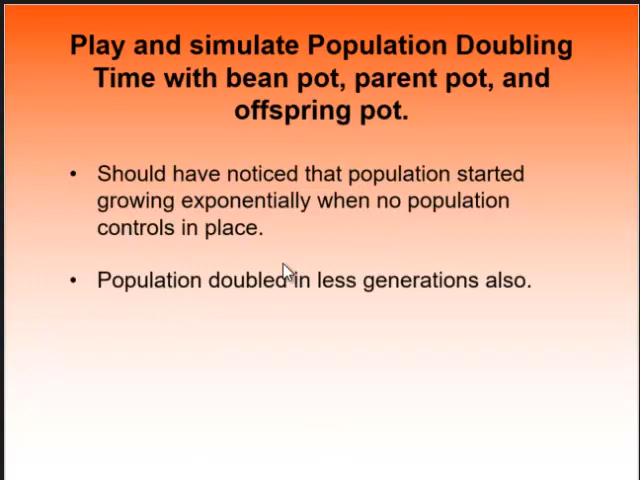 Play and simulate Population Doubling
Time with bean pot, parent pot, and
offspring pot.
• Should have noticed that population started
growing exponentially when no population
controls in place.
• Population doubled in less generations also.